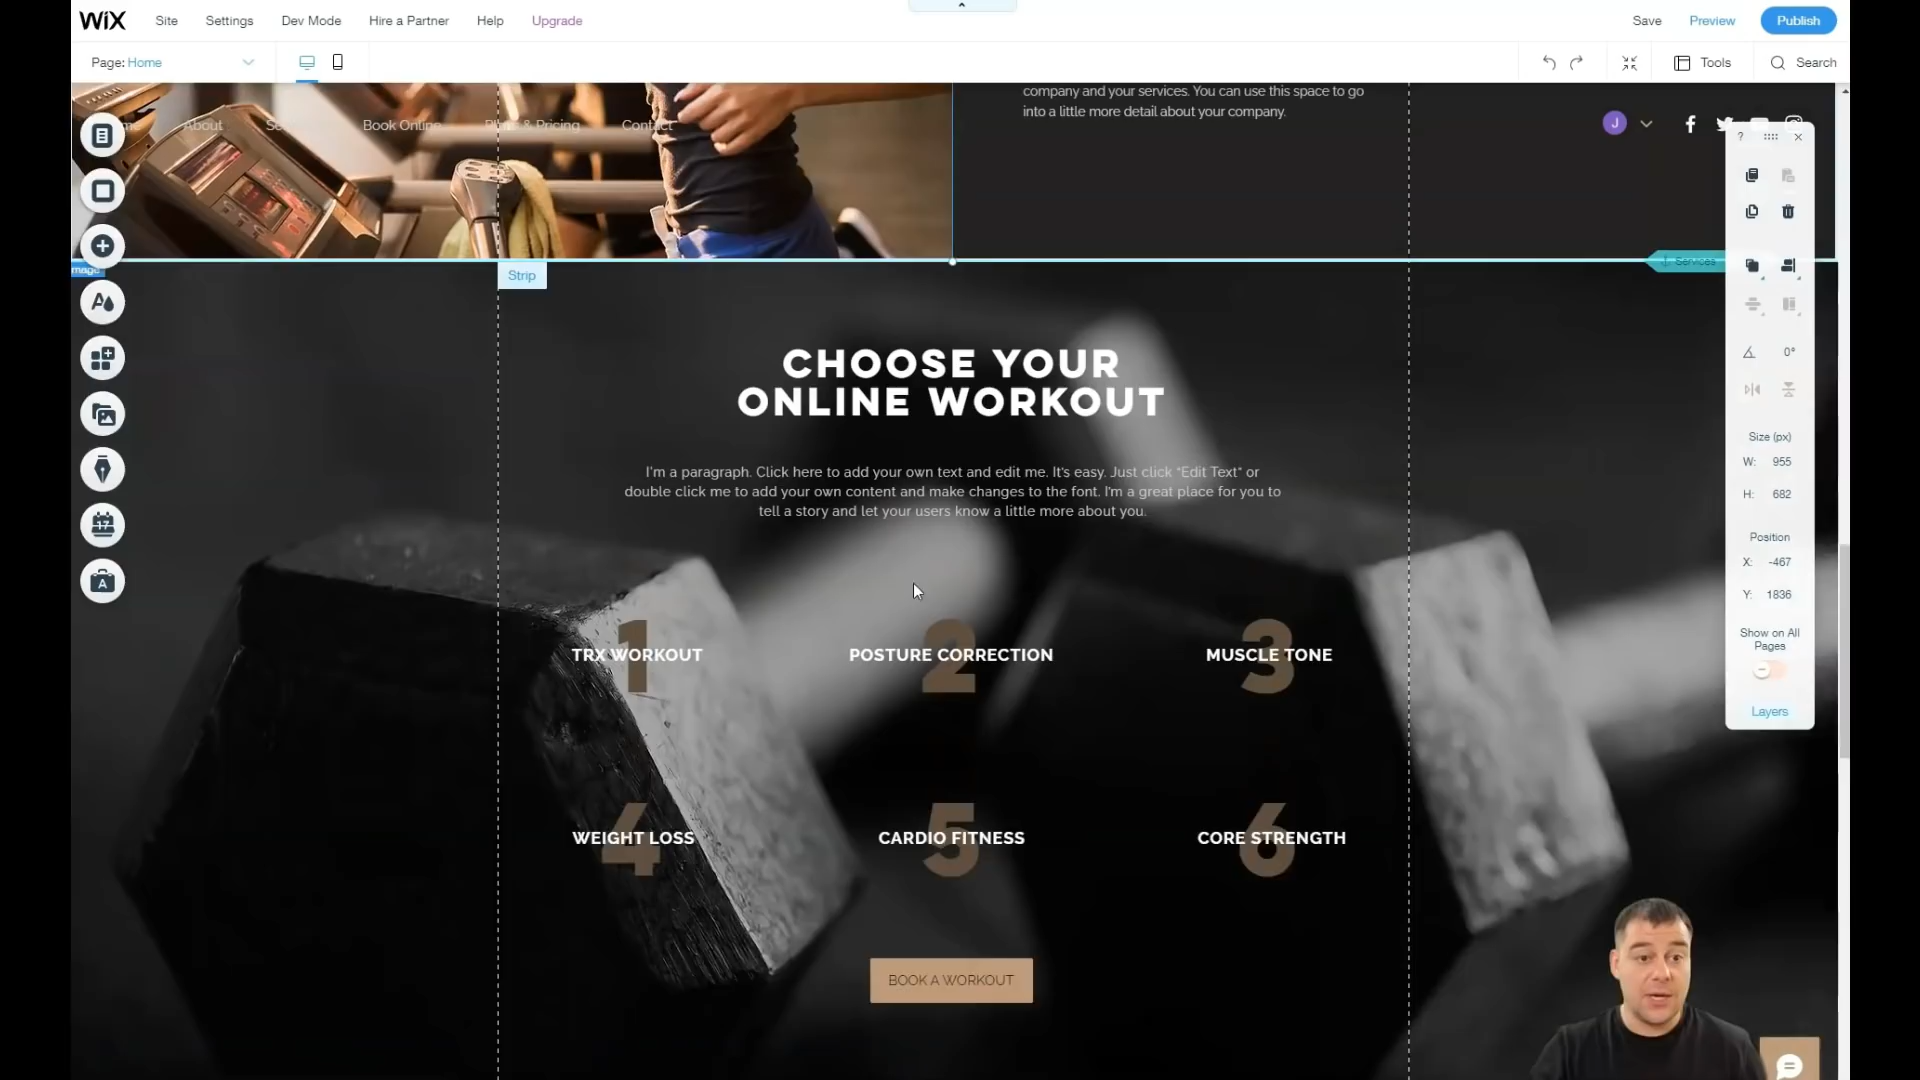 WiX
Site
Settings
Dev Mode
Hire a Partner
Help
Upgrade
Save
Preview
Publish
Page: Home
Tools
Search
company and your services. You can use this space to go
into a little more detail about your company.
About
Book Online
Plans & Pricing
Contact
J
Strip
Services
CHOOSE YOUR
ONLINE WORKOUT
I'm a paragraph. Click here to add your own text and edit me. It's easy. Just click "Edit Text" or
double click me to add your own content and make changes to the font. I'm a great place for you to
tell a story and let your users know a little more about you.
1
TRX WORKOUT
2
POSTURE CORRECTION
3
MUSCLE TONE
4
WEIGHT LOSS
5
CARDIO FITNESS
6
CORE STRENGTH
BOOK A WORKOUT
?
0°
Size (px)
W: 955
H: 682
Position
X: -467
Y: 1836
Show on All
Pages
Layers
A
17
A